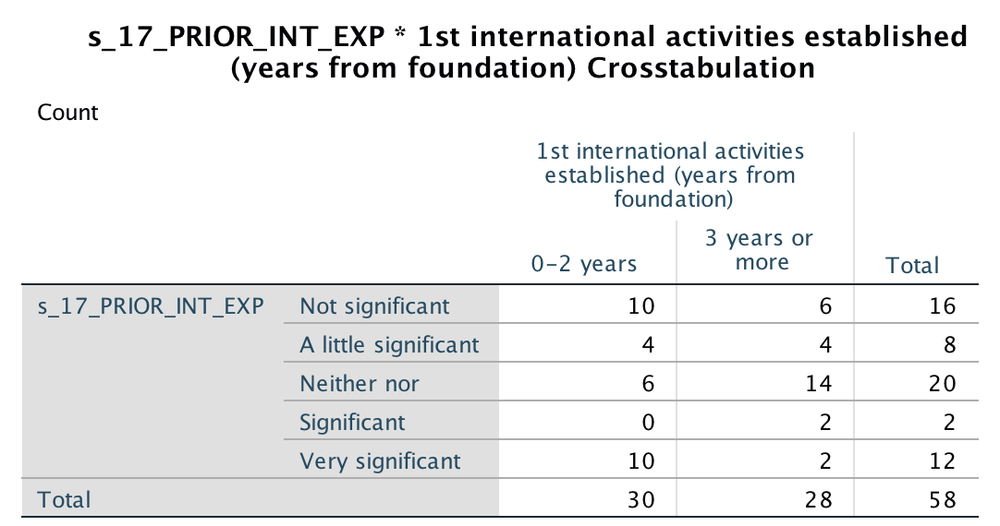 s_17_PRIOR_INT_EXP * 1st international activities established
(years from foundation) Crosstabulation
Count
1st international activities
established (years from
foundation)
0-2 years 3 years or
more Total
s_17_PRIOR_INT_EXP Not significant 10 6 16
A little significant 4 4 8
Neither nor 6 14 20
Significant 0 2 2
Very significant 10 2 12
Total 30 28 58